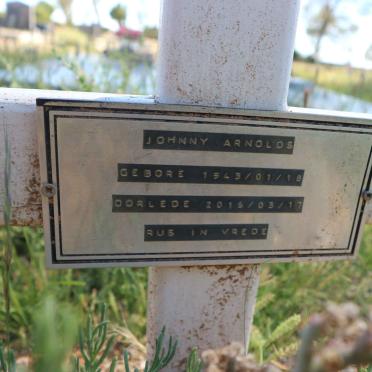 JOHNNY ARNOLDS
GEBORE 1943/01/18
OORLEDE 2016/03/17
RUS IN VREDE